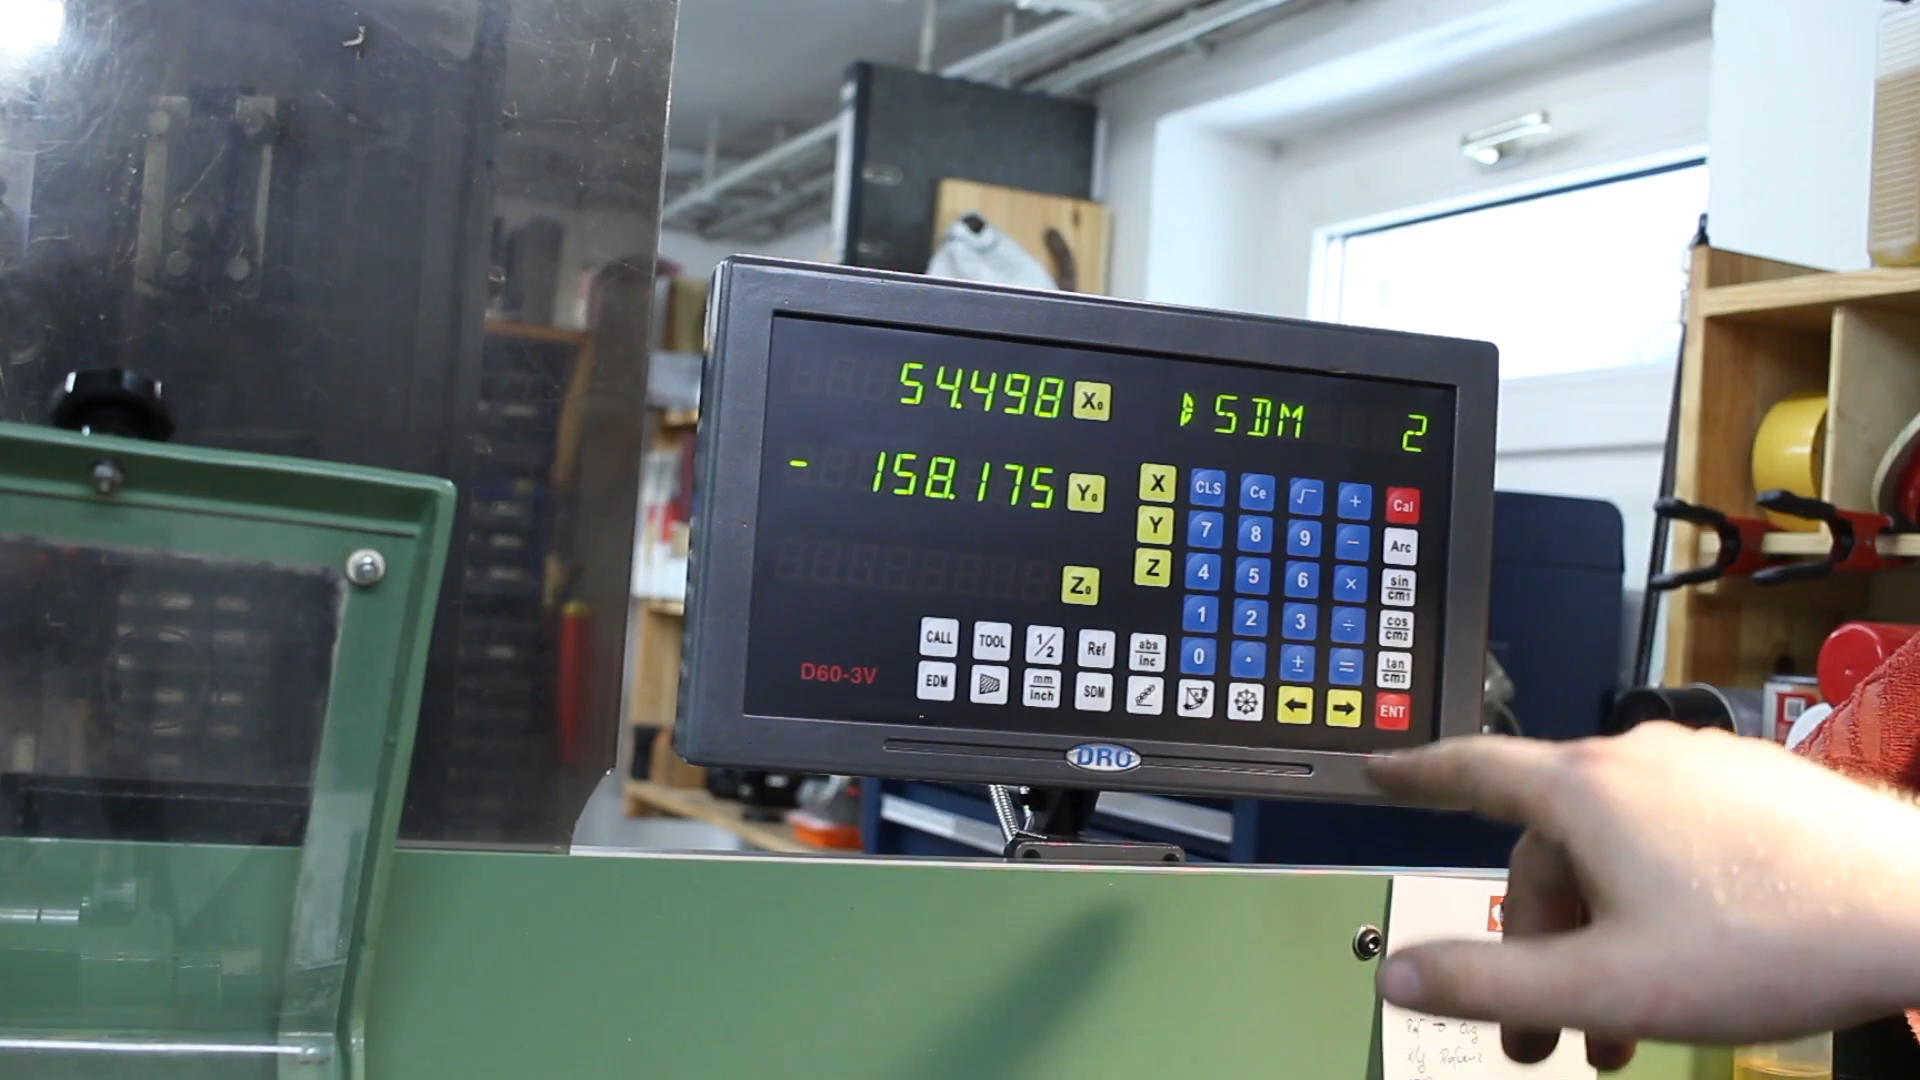 54.498 X₀ SDM 2
- 158.175 Y₀
Z₀
X CLS Ce √ + Cal
Y 7 8 9 − Arc
Z 4 5 6 × sin cm1
1 2 3 ÷ cos cm2
0 · ± = tan cm3
CALL TOOL 1/2 Ref abs inc
EDM mm inch SDM ← → ENT
D60-3V
DRO